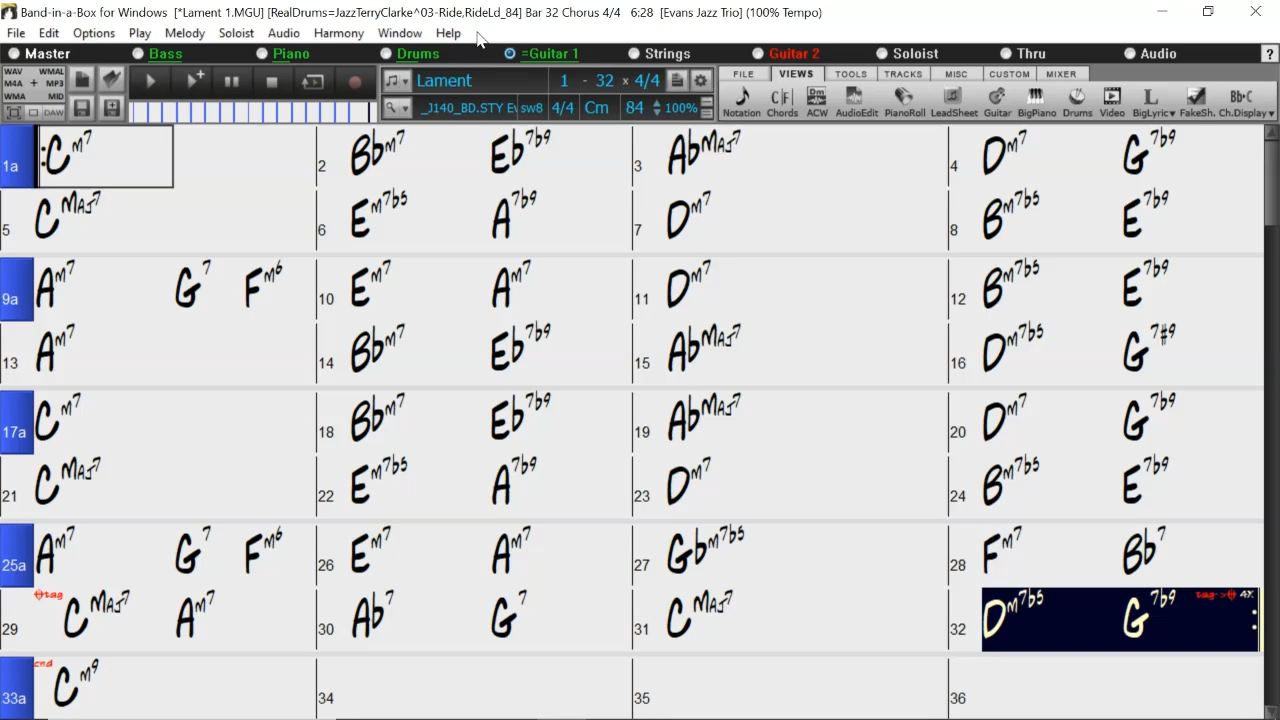 Band-in-a-Box for Windows [*Lament 1.MGU] [RealDrums=JazzTerryClarke^03-Ride.RideLd_84] Bar 32 Chorus 4/4 6:28 [Evans Jazz Trio] (100% Tempo)
File Edit Options Play Melody Soloist Audio Harmony Window Help
Master Bass Piano Drums =Guitar 1 Strings Guitar 2 Soloist Thru Audio ?
WAV WMAL
M4A + MP3
WMA MID
DAW
Lament 1 - 32 x 4/4
_J140_BD.STY Ev sw8 4/4 Cm 84 100%
FILE VIEWS TOOLS TRACKS MISC CUSTOM MIXER
Notation Chords ACW AudioEdit PianoRoll LeadSheet Guitar BigPiano Drums Video BigLyric FakeSh. Ch.Display
1a :Cm7 2 Bbm7 Eb7b9 3 AbMaj7 4 Dm7 G7b9
5 CMaj7 6 Em7b5 A7b9 7 Dm7 8 Bm7b5 E7b9
9a Am7 G7 Fm6 10 Em7 Am7 11 Dm7 12 Bm7b5 E7b9
13 Am7 14 Bbm7 Eb7b9 15 AbMaj7 16 Dm7b5 G7#9
17a Cm7 18 Bbm7 Eb7b9 19 AbMaj7 20 Dm7 G7b9
21 CMaj7 22 Em7b5 A7b9 23 Dm7 24 Bm7b5 E7b9
25a Am7 G7 Fm6 26 Em7 Am7 27 Gbm7b5 28 Fm7 Bb7
tag tag-> 4X
29 CMaj7 Am7 30 Ab7 G7 31 CMaj7 32 Dm7b5 G7b9 :
end
33a Cm9 34 35 36